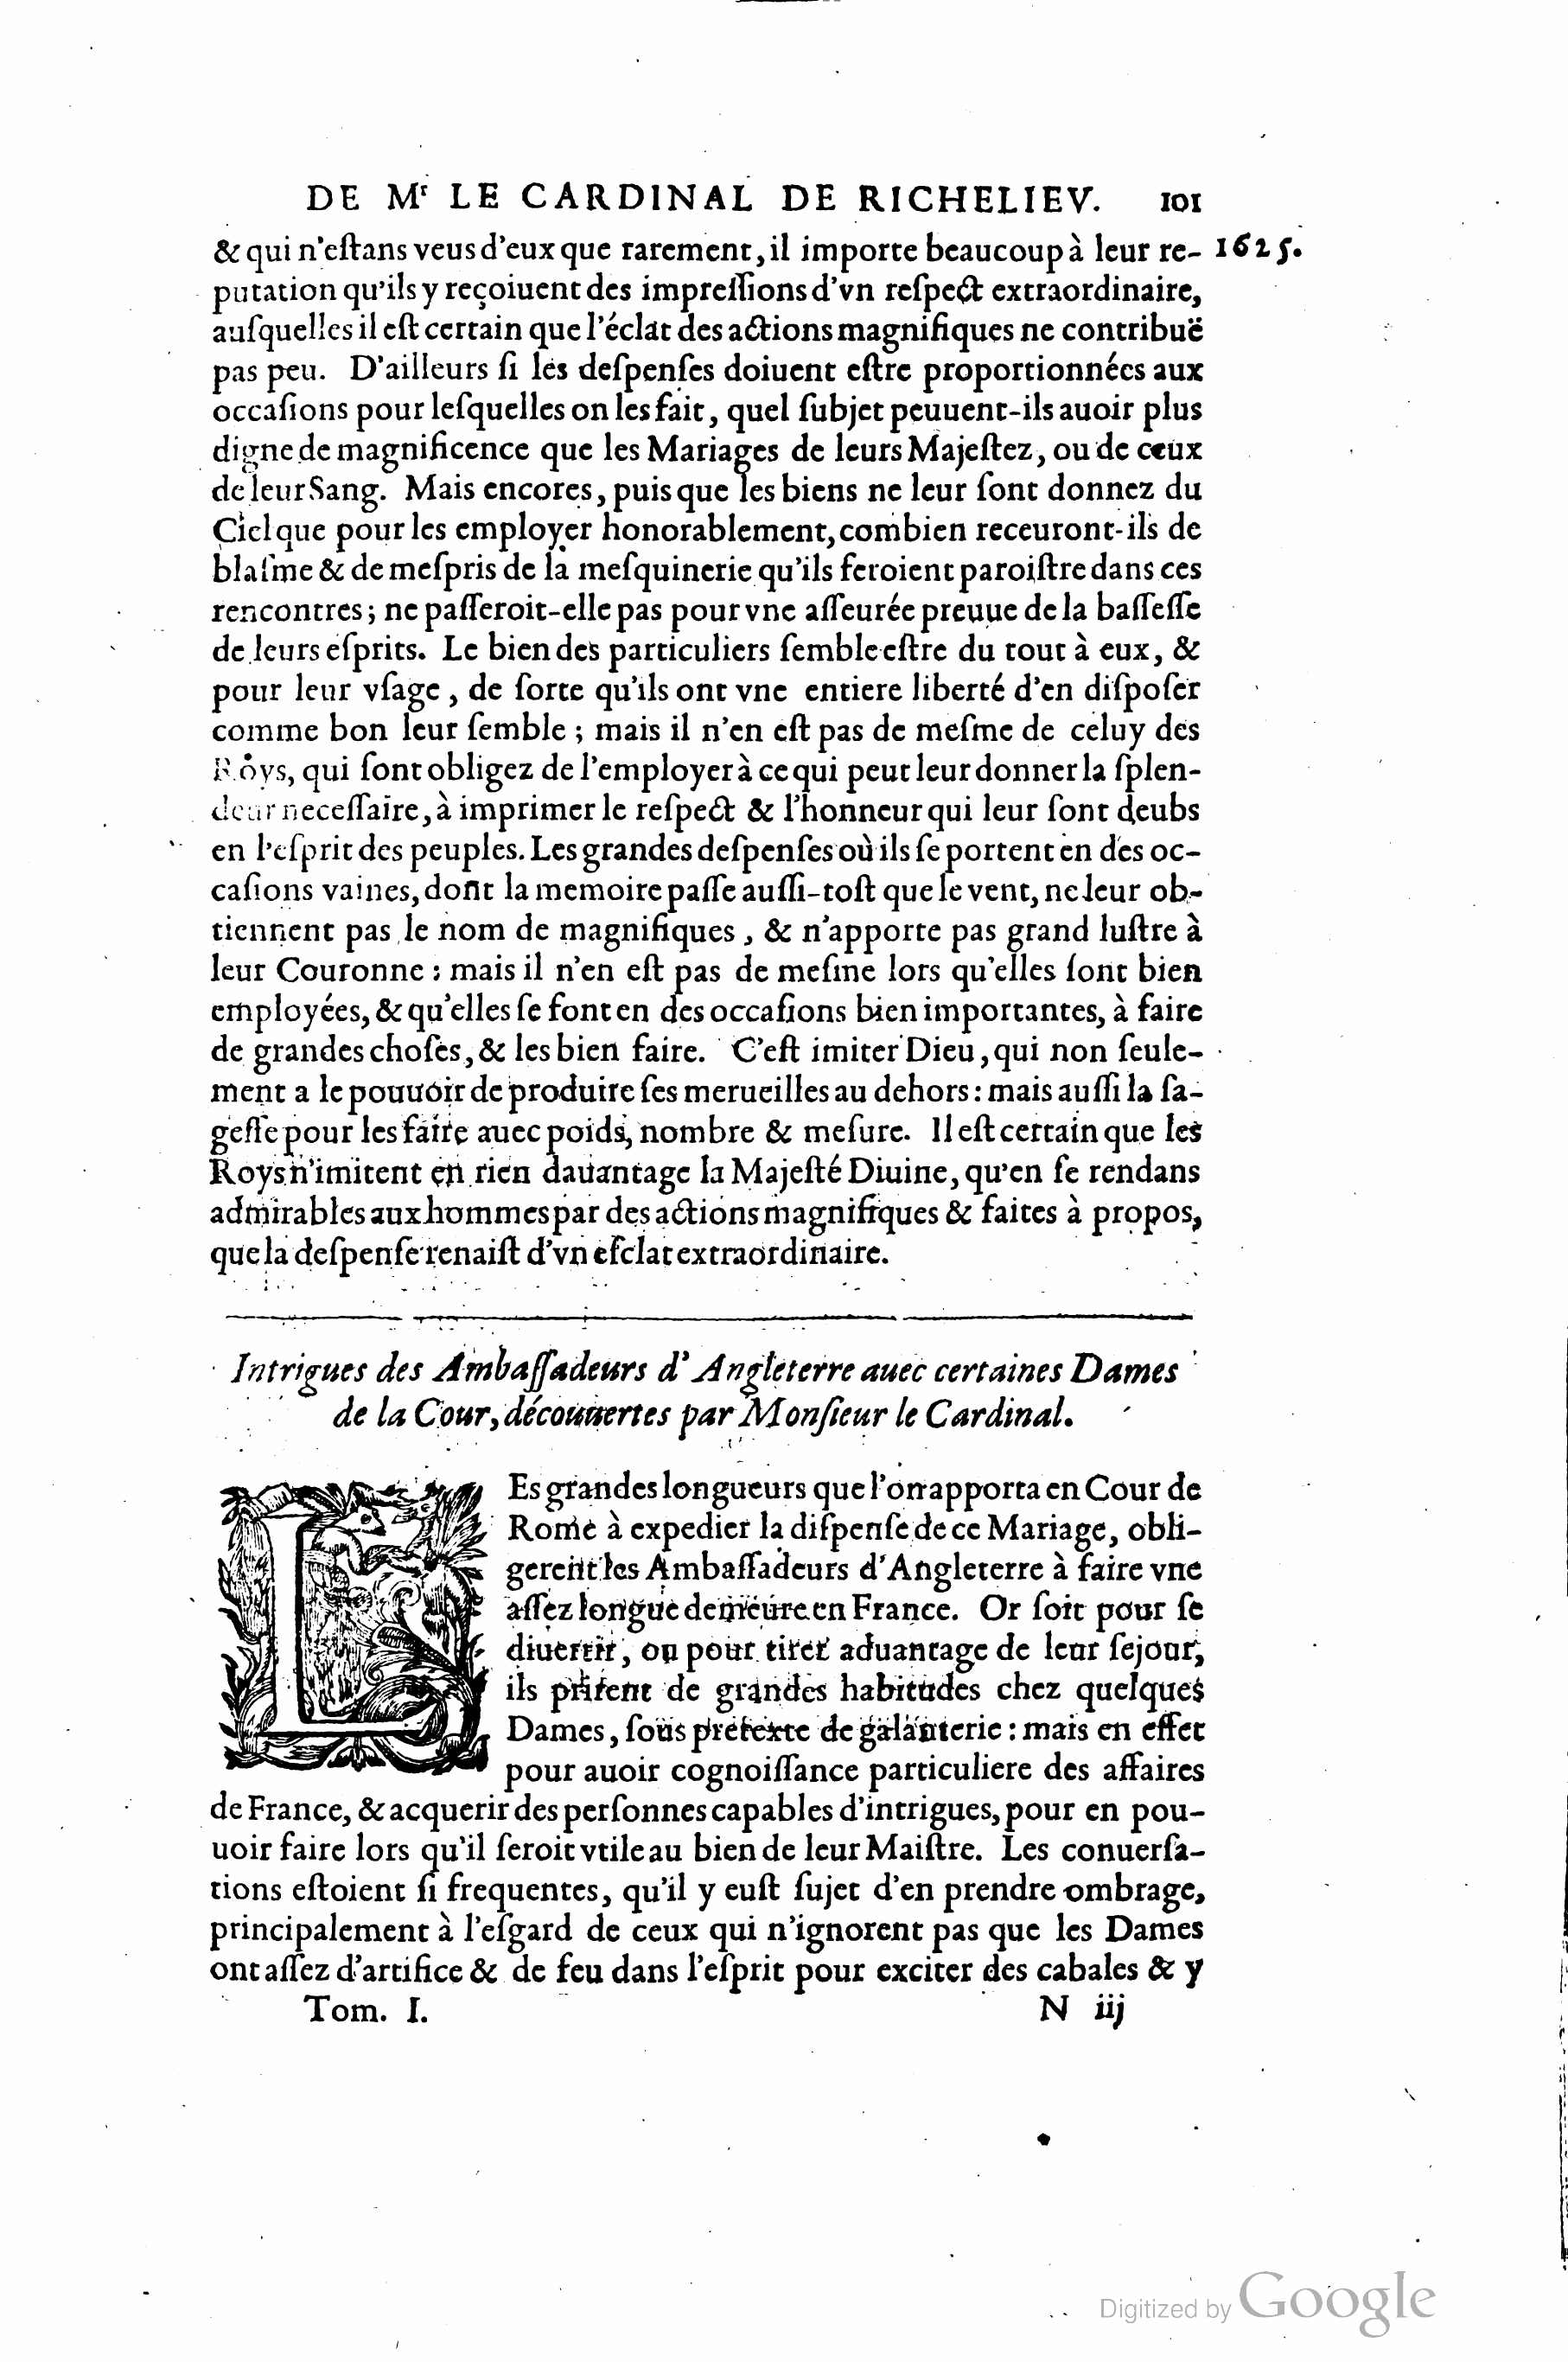 DE Mr LE CARDINAL DE RICHELIEV. 101
& qui n'eſtans veus d'eux que rarement, il importe beaucoup à leur re- 1625.
putation qu'ils y reçoiuent des impreſſions d'vn reſpect extraordinaire,
auſquelles il eſt certain que l'éclat des actions magnifiques ne contribuë
pas peu. D'ailleurs ſi les deſpenſes doiuent eſtre proportionnées aux
occaſions pour leſquelles on les fait, quel ſubjet peuuent-ils auoir plus
digne de magnificence que les Mariages de leurs Majeſtez, ou de ceux
de leur Sang. Mais encores, puis que les biens ne leur ſont donnez du
Ciel que pour les employer honorablement, combien receuront-ils de
blaſme & de meſpris de la meſquinerie qu'ils feroient paroiſtre dans ces
rencontres; ne paſſeroit-elle pas pour vne aſſeurée preuue de la baſſeſſe
de leurs eſprits. Le bien des particuliers ſemble eſtre du tout à eux, &
pour leur vſage, de ſorte qu'ils ont vne entiere liberté d'en diſpoſer
comme bon leur ſemble; mais il n'en eſt pas de meſme de celuy des
Roys, qui ſont obligez de l'employer à ce qui peut leur donner la ſplen-
deur neceſſaire, à imprimer le reſpect & l'honneur qui leur ſont deubs
en l'eſprit des peuples. Les grandes deſpenſes où ils ſe portent en des oc-
caſions vaines, dont la memoire paſſe auſſi-toſt que le vent, ne leur ob-
tiennent pas le nom de magnifiques, & n'apporte pas grand luſtre à
leur Couronne: mais il n'en eſt pas de meſme lors qu'elles ſont bien
employées, & qu'elles ſe font en des occaſions bien importantes, à faire
de grandes choſes, & les bien faire. C'eſt imiter Dieu, qui non ſeule-
ment a le pouuoir de produire ſes merueilles au dehors: mais auſſi la ſa-
geſſe pour les faire auec poids, nombre & meſure. Il eſt certain que les
Roys n'imitent en rien dauantage la Majeſté Diuine, qu'en ſe rendans
admirables aux hommes par des actions magnifiques & faites à propos,
que la deſpenſe renaiſt d'vn eſclat extraordinaire.
Intrigues des Ambaſſadeurs d'Angleterre auec certaines Dames
de la Cour, découuertes par Monſieur le Cardinal.
LEs grandes longueurs que l'on apporta en Cour de
Rome à expedier la diſpenſe de ce Mariage, obli-
gerent les Ambaſſadeurs d'Angleterre à faire vne
aſſez longue demeure en France. Or ſoit pour ſe
diuertir, ou pour tirer aduantage de leur ſejour,
ils prirent de grandes habitudes chez quelques
Dames, ſous pretexte de galanterie: mais en effet
pour auoir cognoiſſance particuliere des affaires
de France, & acquerir des perſonnes capables d'intrigues, pour en pou-
uoir faire lors qu'il ſeroit vtile au bien de leur Maiſtre. Les conuerſa-
tions eſtoient ſi frequentes, qu'il y euſt ſujet d'en prendre ombrage,
principalement à l'eſgard de ceux qui n'ignorent pas que les Dames
ont aſſez d'artifice & de feu dans l'eſprit pour exciter des cabales & y
Tom. I. N iij
Digitized by Google